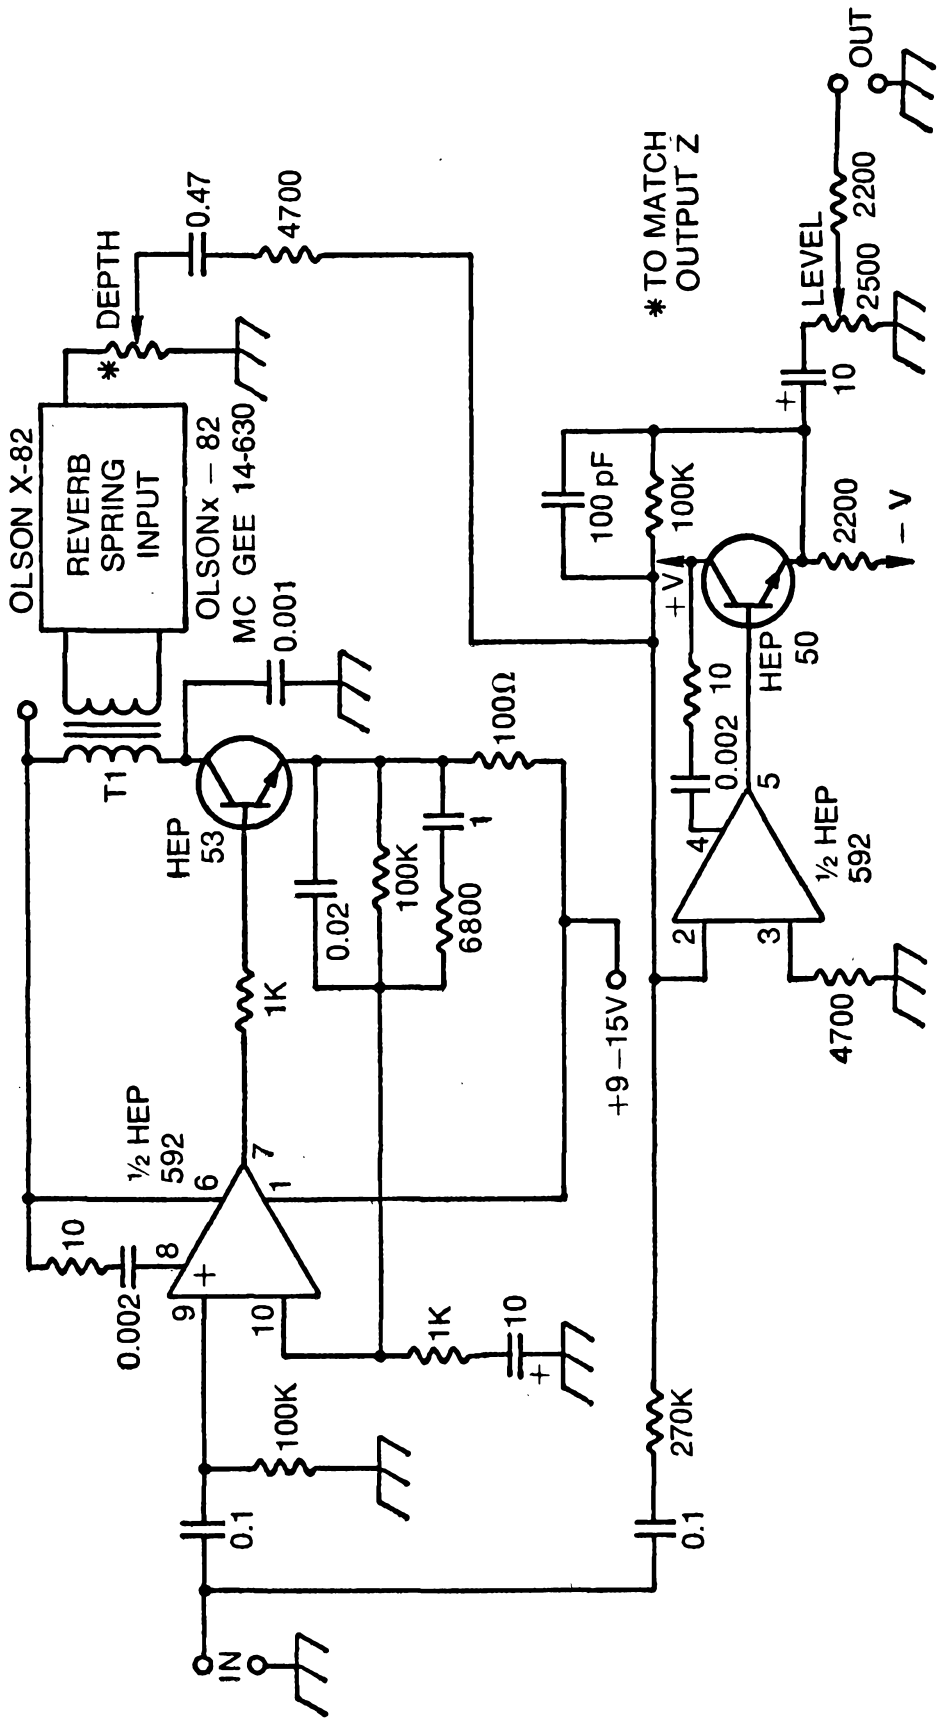 OLSON X-82
REVERB
SPRING
INPUT
OLSONx – 82
MC GEE 14-630
* DEPTH
0.47
4700
T1
0.001
HEP
53
½ HEP
592
10
0.002
8
6
7
1
9
10
+
1K
0.02
100K
1
6800
100Ω
IN
0.1
100K
1K
10
+
+9–15V
0.1
270K
*TO MATCH
OUTPUT Z
100 pF
100K
+V
10
0.002
4
5
2
3
½ HEP
592
HEP
50
4700
2200
– V
+
10
LEVEL
2500
2200
OUT